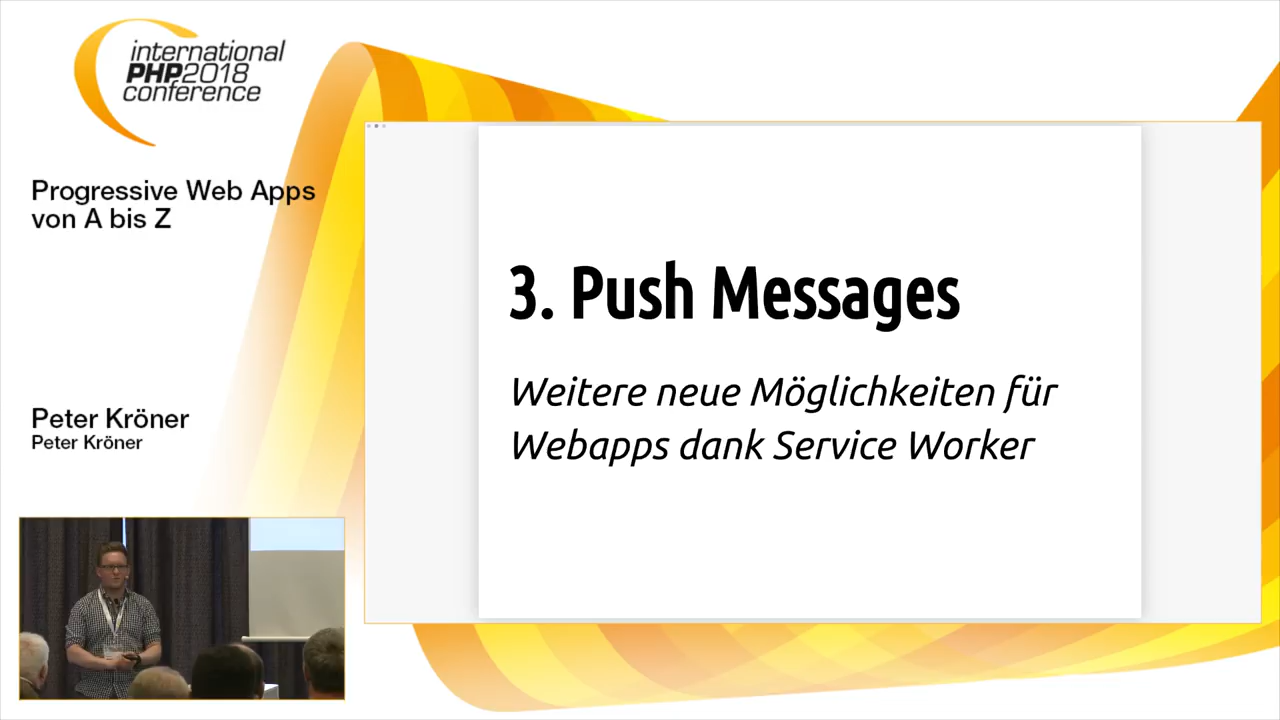 international
PHP2018
conference
Progressive Web Apps
von A bis Z
Peter Kröner
Peter Kröner
3. Push Messages
Weitere neue Möglichkeiten für
Webapps dank Service Worker